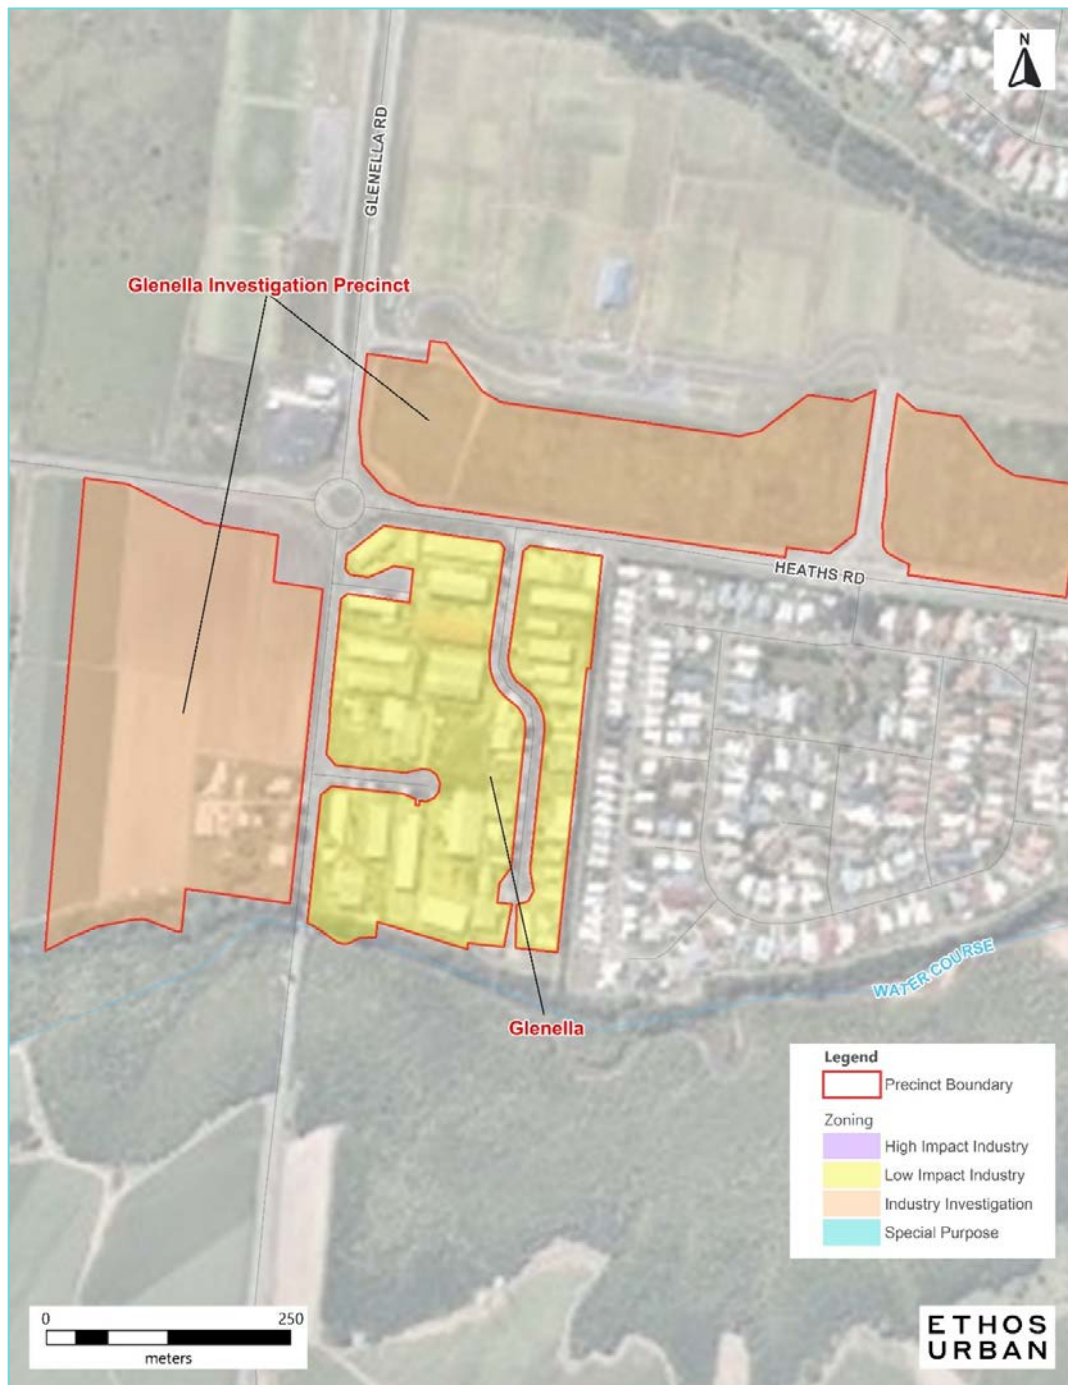 N
GLENELLA RD
Glenella Investigation Precinct
HEATHS RD
WATER COURSE
Glenella
Legend
Precinct Boundary
Zoning
High Impact Industry
Low Impact Industry
Industry Investigation
Special Purpose
0 250
meters
ETHOS
URBAN